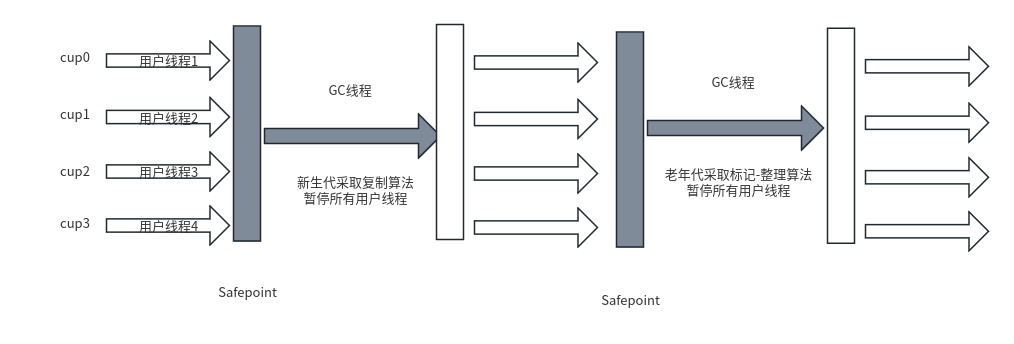 cup0
用户线程1
cup1
用户线程2
cup2
用户线程3
cup3
用户线程4
GC线程
新生代采取复制算法
暂停所有用户线程
Safepoint
GC线程
老年代采取标记-整理算法
暂停所有用户线程
Safepoint